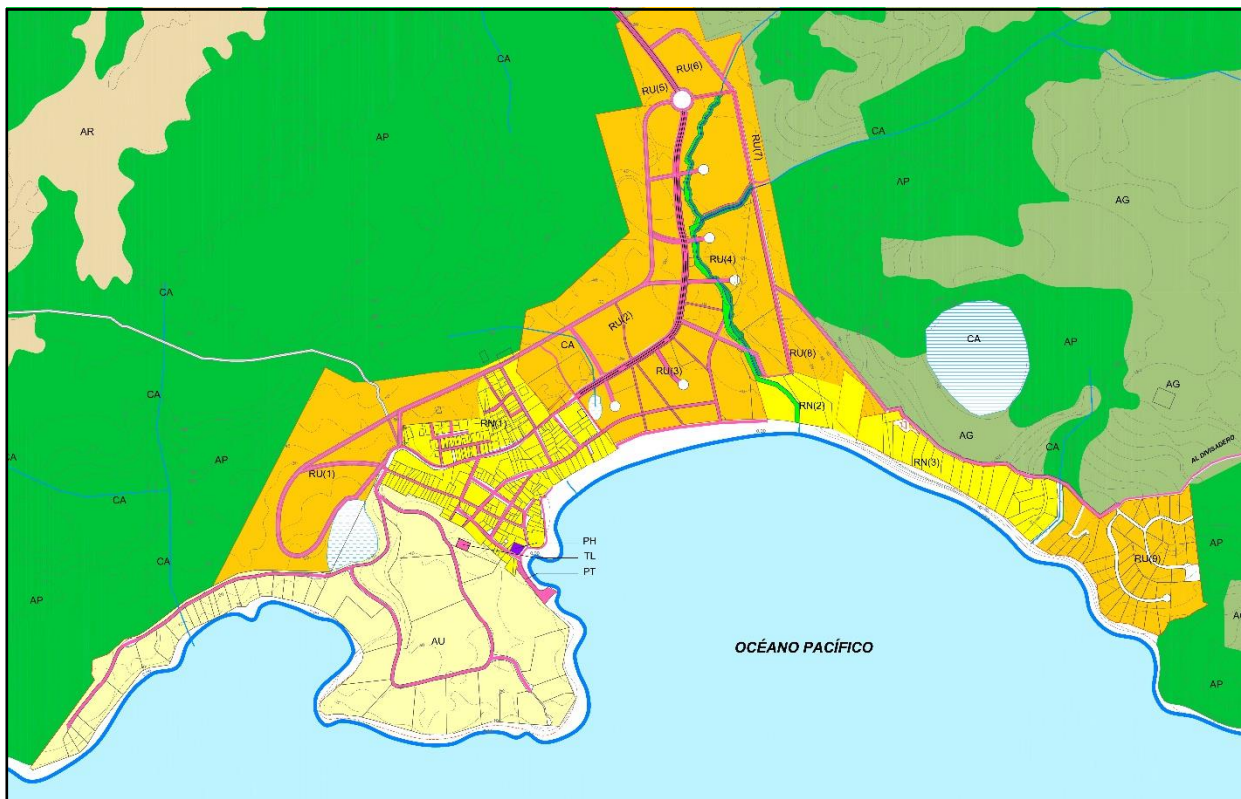 CA
RU(6)
RU(5)
AR
AP
CA
RU(7)
AP
AG
RU(4)
CA
RU(2)
CA
CA
AP
RU(8)
RU(3)
AG
CA
RN(2)
RN(1)
AG
RN(3)
CA
AL DIVISADERO
CA
AP
RU(1)
CA
PH
AP
TL
RU(9)
CA
PT
AP
AG
AU
OCÉANO PACÍFICO
AP